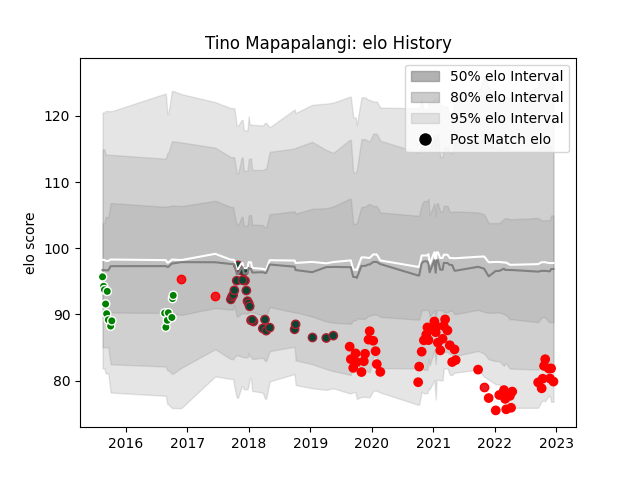 Tino Mapapalangi: elo History
50% elo Interval
80% elo Interval
95% elo Interval
Post Match elo
elo score
120
110
100
90
80
2016 2017 2018 2019 2020 2021 2022 2023